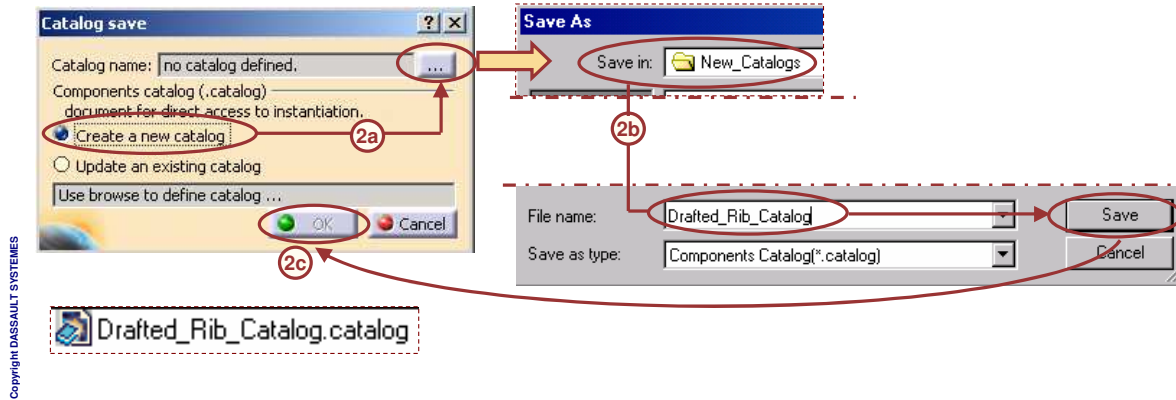 Catalog save
? ×
Catalog name: no catalog defined. ...
Components catalog (.catalog)
document for direct access to instantiation.
Create a new catalog
2a
Update an existing catalog
Use browse to define catalog ...
OK
Cancel
2c
Save As
Save in: New_Catalogs
2b
File name: Drafted_Rib_Catalog
Save
Save as type: Components Catalog(*.catalog)
Cancel
Drafted_Rib_Catalog.catalog
Copyright DASSAULT SYSTEMES